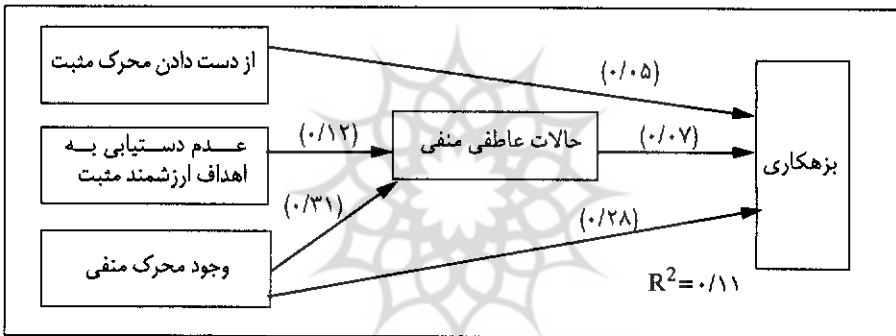 از دست دادن محرک مثبت
(۰/۰۵)
عدم دستیابی به
اهداف ارزشمند مثبت
(۰/۱۲)
حالات عاطفی منفی
(۰/۰۷)
بزهکاری
(۰/۳۱)
وجود محرک منفی
(۰/۲۸)
R²=۰/۱۱